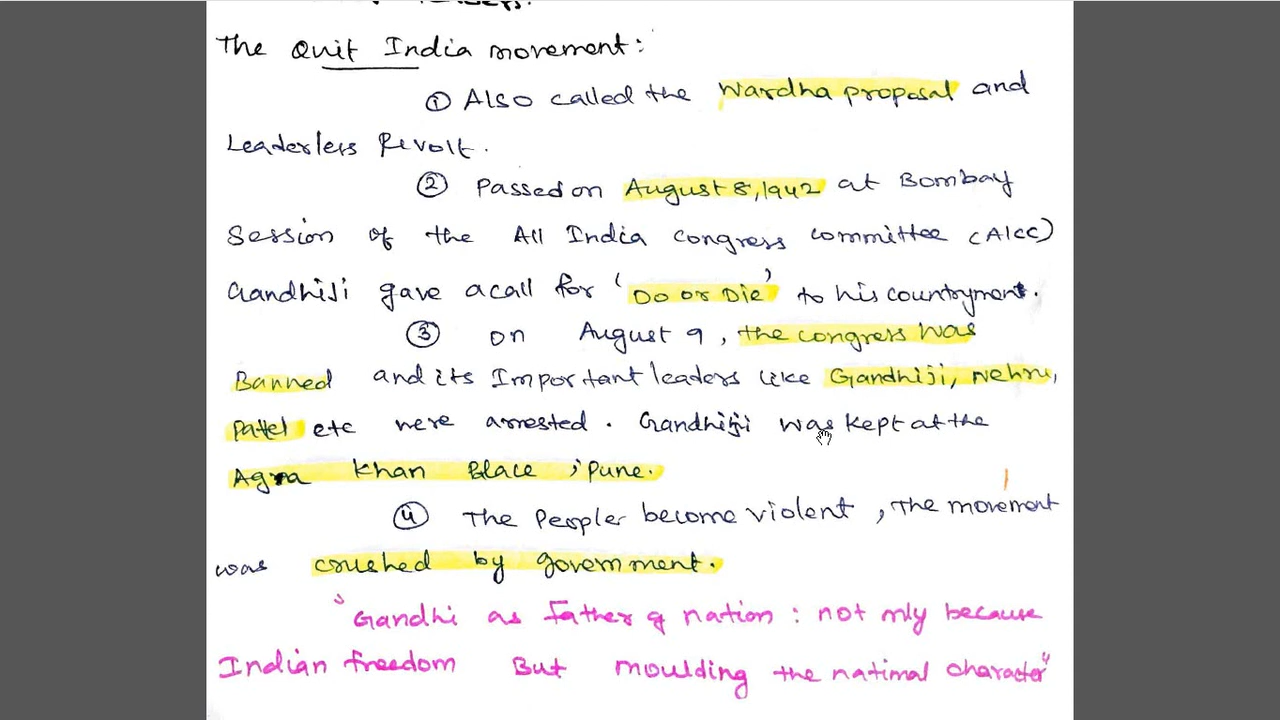 The Quit India movement:
① Also called the Wardha proposal and
Leaderless Revolt.
② Passed on August 8, 1942 at Bombay
Session of the All India congress committee (AICC)
Gandhiji gave a call for 'Do or Die' to his countryment.
③ on August 9, the congress was
Banned and its Important leaders like Gandhiji, Nehru,
Pattel etc were arrested. Gandhiji was kept at the
Agra khan Blace, Pune.
④ The Peopler become violent, The movement
was crushed by government.
"Gandhi as Father of nation: not only because
Indian freedom But moulding the national character"